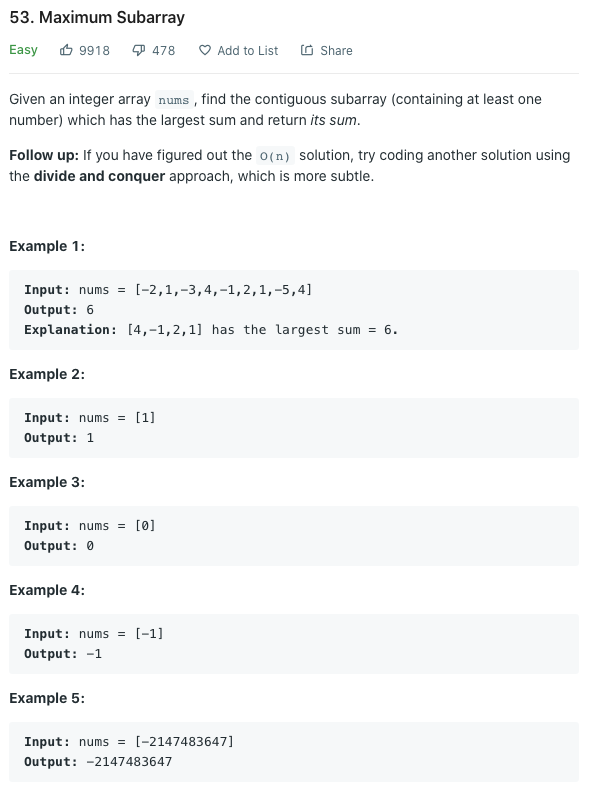 53. Maximum Subarray
Easy 9918 478 Add to List Share
Given an integer array nums , find the contiguous subarray (containing at least one
number) which has the largest sum and return its sum.
Follow up: If you have figured out the O(n) solution, try coding another solution using
the divide and conquer approach, which is more subtle.
Example 1:
Input: nums = [-2,1,-3,4,-1,2,1,-5,4]
Output: 6
Explanation: [4,-1,2,1] has the largest sum = 6.
Example 2:
Input: nums = [1]
Output: 1
Example 3:
Input: nums = [0]
Output: 0
Example 4:
Input: nums = [-1]
Output: -1
Example 5:
Input: nums = [-2147483647]
Output: -2147483647